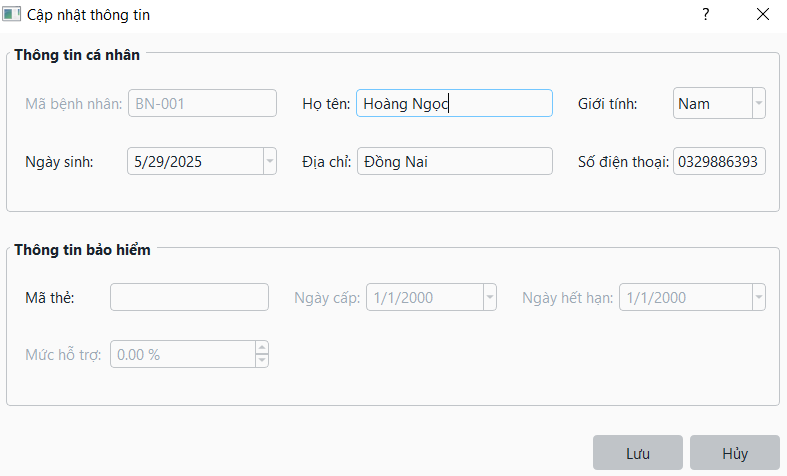 Cập nhật thông tin ?
Thông tin cá nhân
Mã bệnh nhân: BN-001 Họ tên: Hoàng Ngọc Giới tính: Nam
Ngày sinh: 5/29/2025 Địa chỉ: Đồng Nai Số điện thoại: 0329886393
Thông tin bảo hiểm
Mã thẻ: Ngày cấp: 1/1/2000 Ngày hết hạn: 1/1/2000
Mức hỗ trợ: 0.00 %
Lưu Hủy